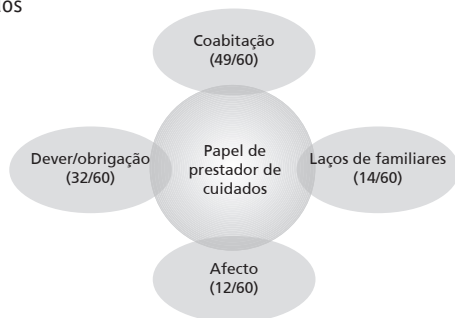 Coabitação
(49/60)
Dever/obrigação
(32/60)
Papel de
prestador de
cuidados
Laços de familiares
(14/60)
Afecto
(12/60)